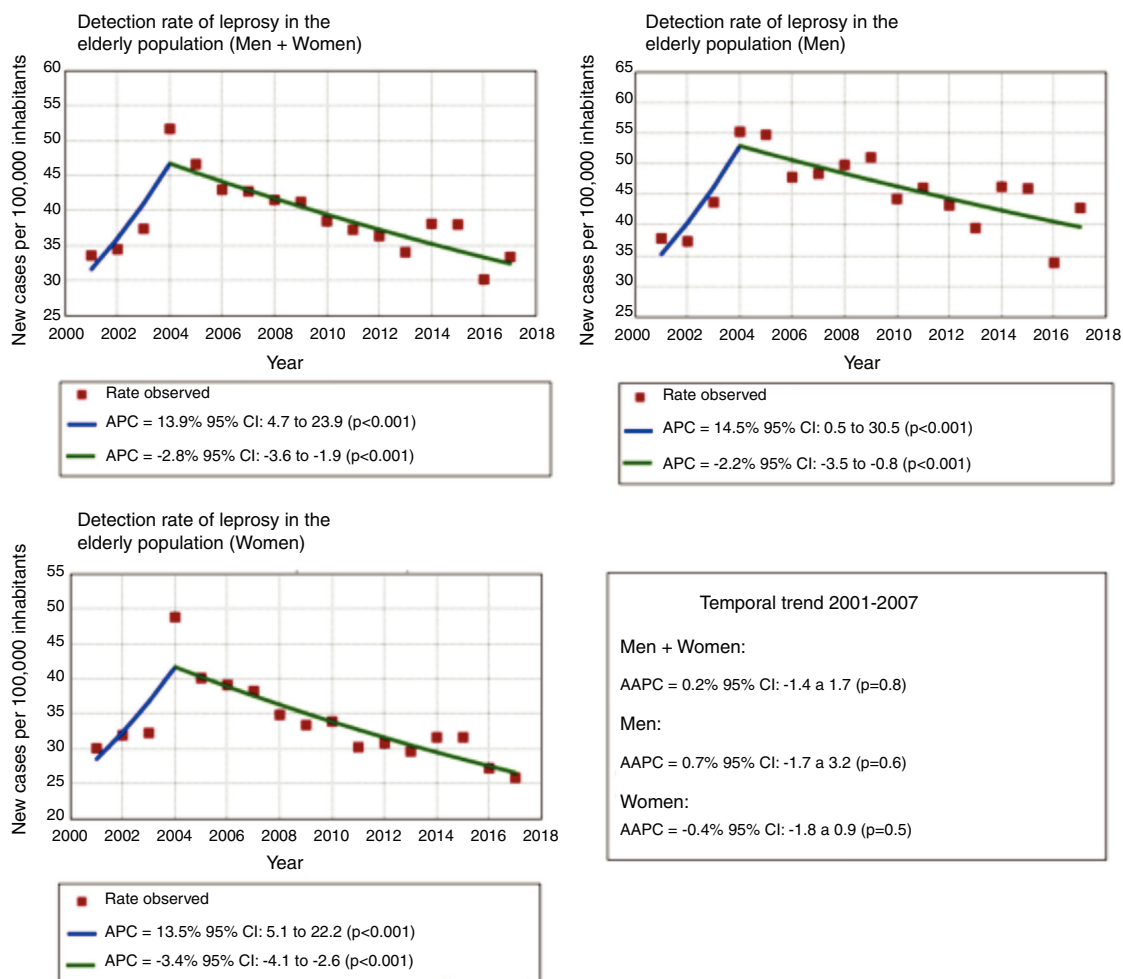 Detection rate of leprosy in the
elderly population (Men + Women)
New cases per 100,000 inhabitants
60
55
50
45
40
35
30
25
2000 2002 2004 2006 2008 2010 2012 2014 2016 2018
Year
Rate observed
APC = 13.9% 95% CI: 4.7 to 23.9 (p<0.001)
APC = -2.8% 95% CI: -3.6 to -1.9 (p<0.001)
Detection rate of leprosy in the
elderly population (Men)
New cases per 100,000 inhabitants
65
60
55
50
45
40
35
30
25
2000 2002 2004 2006 2008 2010 2012 2014 2016 2018
Year
Rate observed
APC = 14.5% 95% CI: 0.5 to 30.5 (p<0.001)
APC = -2.2% 95% CI: -3.5 to -0.8 (p<0.001)
Detection rate of leprosy in the
elderly population (Women)
New cases per 100,000 inhabitants
55
50
45
40
35
30
25
20
2000 2002 2004 2006 2008 2010 2012 2014 2016 2018
Year
Rate observed
APC = 13.5% 95% CI: 5.1 to 22.2 (p<0.001)
APC = -3.4% 95% CI: -4.1 to -2.6 (p<0.001)
Temporal trend 2001-2007
Men + Women:
AAPC = 0.2% 95% CI: -1.4 a 1.7 (p=0.8)
Men:
AAPC = 0.7% 95% CI: -1.7 a 3.2 (p=0.6)
Women:
AAPC = -0.4% 95% CI: -1.8 a 0.9 (p=0.5)